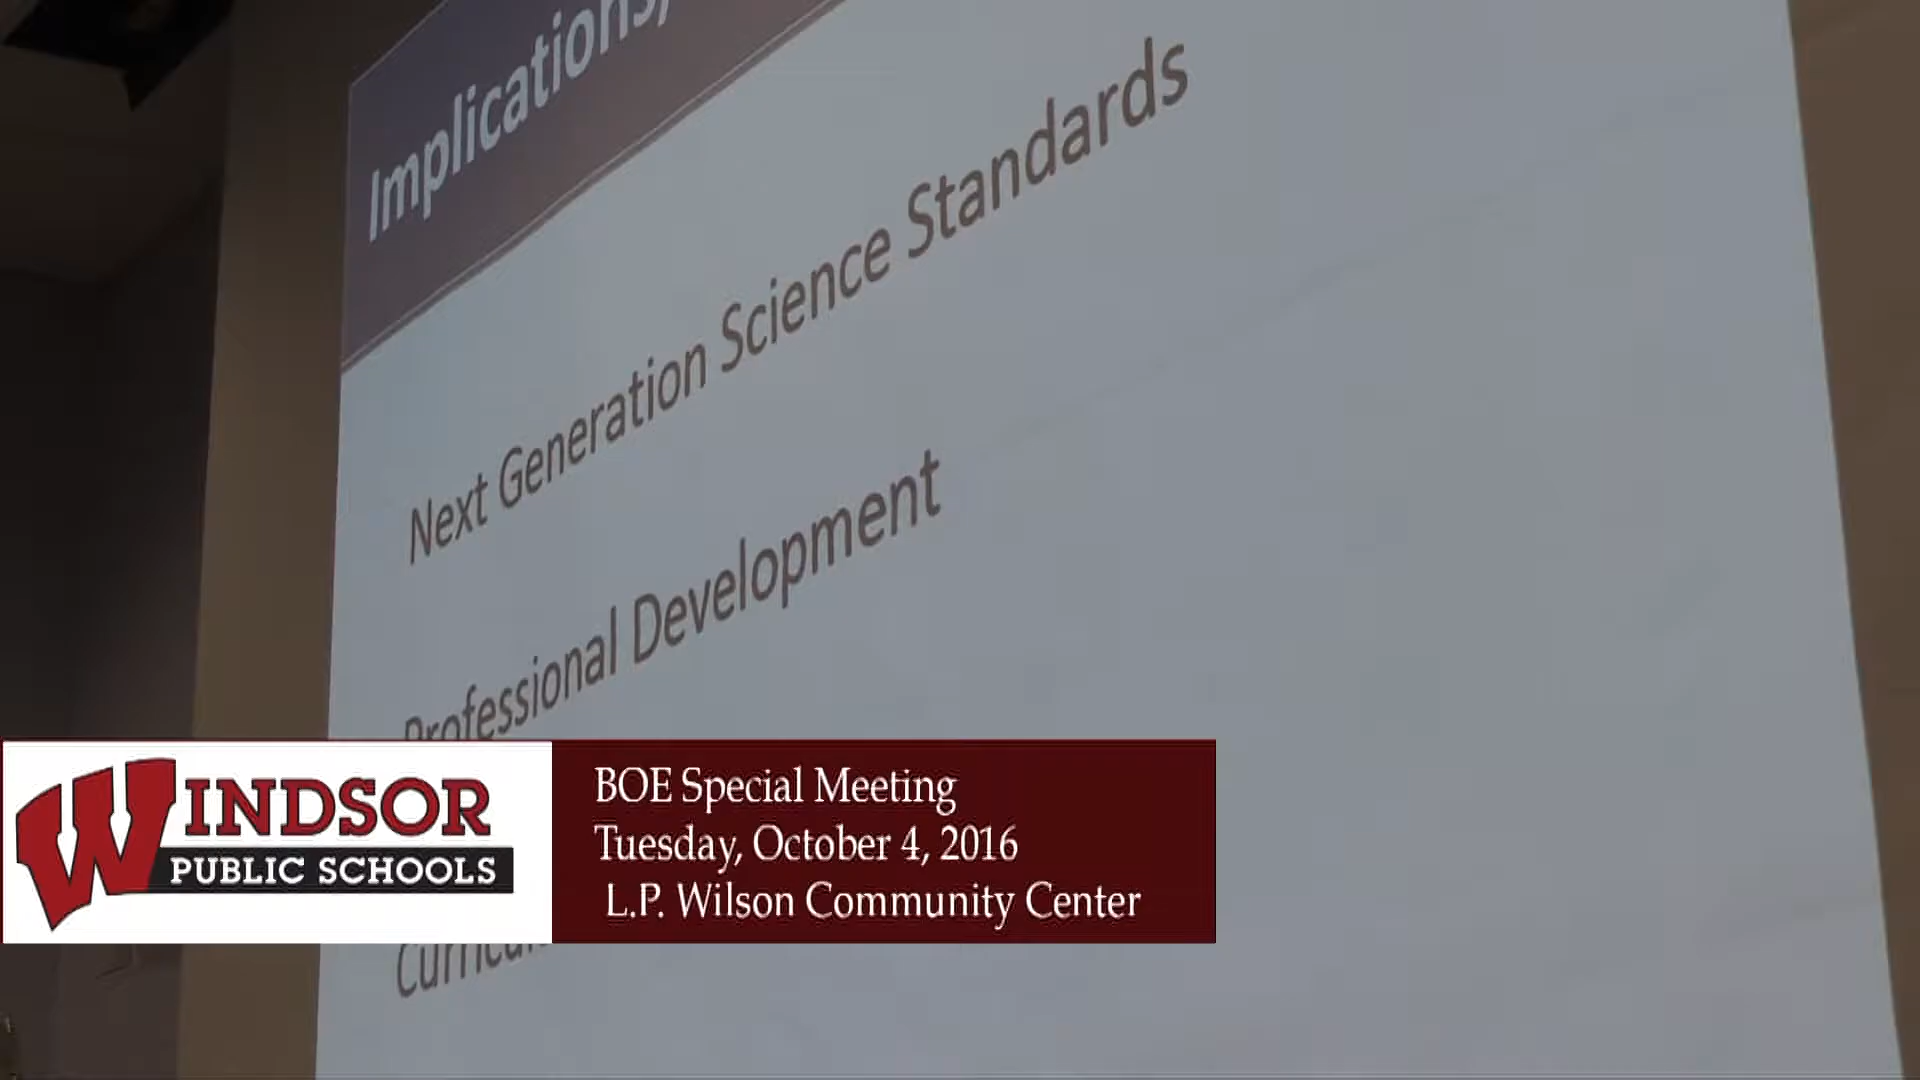 Implications,
Next Generation Science Standards
Professional Development
WINDSOR
PUBLIC SCHOOLS
BOE Special Meeting
Tuesday, October 4, 2016
L.P. Wilson Community Center